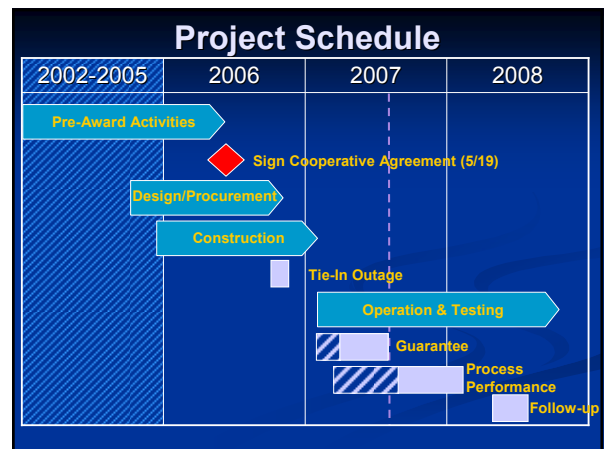 Project Schedule
2002-2005 2006 2007 2008
Pre-Award Activities
Sign Cooperative Agreement (5/19)
Design/Procurement
Construction
Tie-In Outage
Operation & Testing
Guarantee
Process
Performance
Follow-up